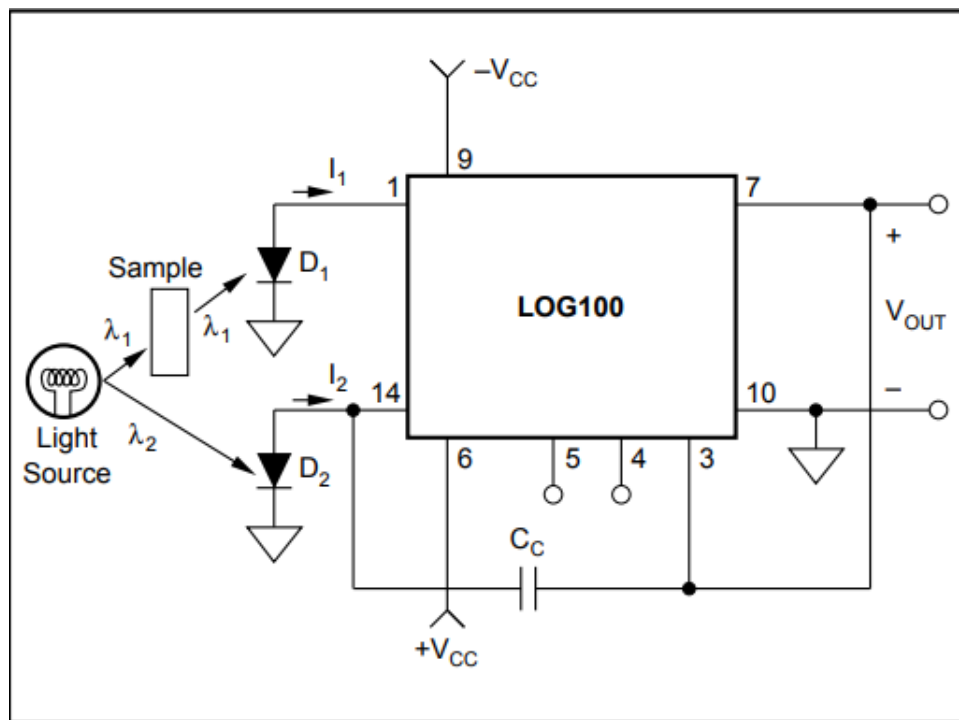 –VCC
9
I1
1
7
D1
+
Sample
λ1
λ1
LOG100
VOUT
I2
14
10
–
Light
Source
λ2
D2
6
5
4
3
CC
+VCC